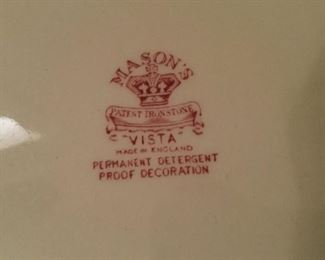 MASON'S
PATENT IRONSTONE
"VISTA"
MADE IN ENGLAND
PERMANENT DETERGENT
PROOF DECORATION